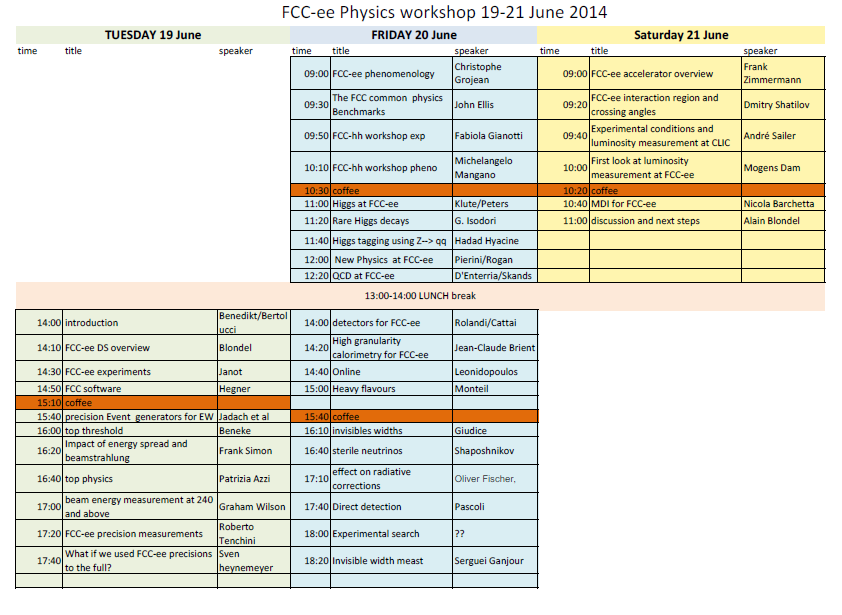 FCC-ee Physics workshop 19-21 June 2014
TUESDAY 19 June FRIDAY 20 June Saturday 21 June
time title speaker time title speaker time title speaker
09:00 FCC-ee phenomenology Christophe Grojean 09:00 FCC-ee accelerator overview Frank Zimmermann
09:30 The FCC common physics Benchmarks John Ellis 09:20 FCC-ee interaction region and crossing angles Dmitry Shatilov
09:50 FCC-hh workshop exp Fabiola Gianotti 09:40 Experimental conditions and luminosity measurement at CLIC André Sailer
10:10 FCC-hh workshop pheno Michelangelo Mangano 10:00 First look at luminosity measurement at FCC-ee Mogens Dam
10:30 coffee 10:20 coffee
11:00 Higgs at FCC-ee Klute/Peters 10:40 MDI for FCC-ee Nicola Barchetta
11:20 Rare Higgs decays G. Isodori 11:00 discussion and next steps Alain Blondel
11:40 Higgs tagging using Z--> qq Hadad Hyacine
12:00 New Physics at FCC-ee Pierini/Rogan
12:20 QCD at FCC-ee D'Enterria/Skands
13:00-14:00 LUNCH break
14:00 introduction Benedikt/Bertolucci 14:00 detectors for FCC-ee Rolandi/Cattai
14:10 FCC-ee DS overview Blondel 14:20 High granularity calorimetry for FCC-ee Jean-Claude Brient
14:30 FCC-ee experiments Janot 14:40 Online Leonidopoulos
14:50 FCC software Hegner 15:00 Heavy flavours Monteil
15:10 coffee
15:40 precision Event generators for EW Jadach et al 15:40 coffee
16:00 top threshold Beneke 16:10 invisibles widths Giudice
16:20 Impact of energy spread and beamstrahlung Frank Simon 16:40 sterile neutrinos Shaposhnikov
16:40 top physics Patrizia Azzi 17:10 effect on radiative corrections Oliver Fischer,
17:00 beam energy measurement at 240 and above Graham Wilson 17:40 Direct detection Pascoli
17:20 FCC-ee precision measurements Roberto Tenchini 18:00 Experimental search ??
17:40 What if we used FCC-ee precisions to the full? Sven heynemeyer 18:20 Invisible width meast Serguei Ganjour